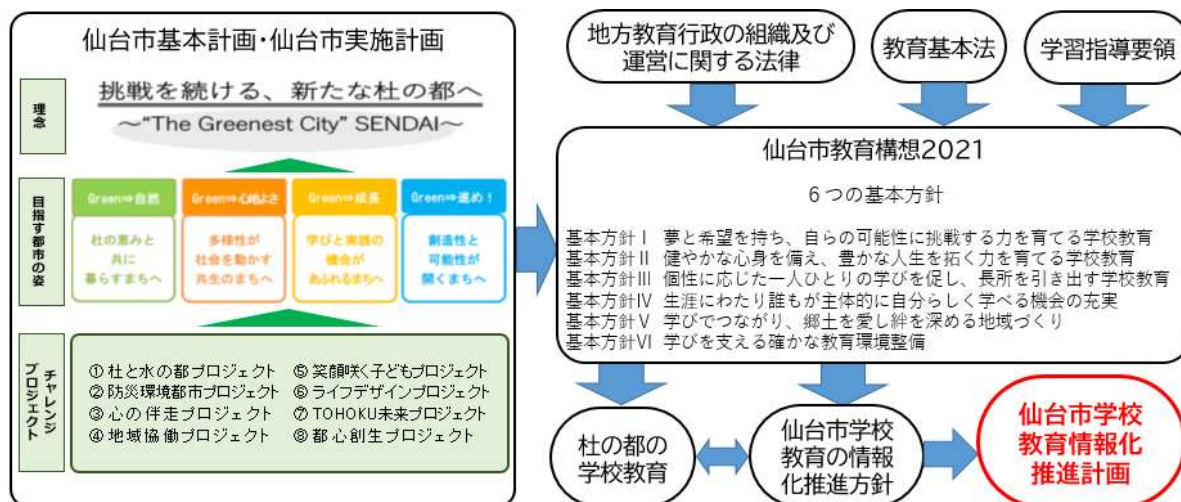 仙台市基本計画・仙台市実施計画
理念
挑戦を続ける、新たな杜の都へ
～“The Greenest City” SENDAI～
目指す都市の姿
Green⇒自然
杜の恵みと
共に
暮らすまちへ
Green⇒心地よさ
多様性が
社会を動かす
共生のまちへ
Green⇒成長
学びと実践の
機会が
あふれるまちへ
Green⇒進め！
創造性と
可能性が
開くまちへ
チャレンジ
プロジェクト
①杜と水の都プロジェクト
②防災環境都市プロジェクト
③心の伴走プロジェクト
④地域協働プロジェクト
⑤笑顔咲く子どもプロジェクト
⑥ライフデザインプロジェクト
⑦TOHOKU未来プロジェクト
⑧都心創生プロジェクト
地方教育行政の組織及び
運営に関する法律
教育基本法
学習指導要領
仙台市教育構想2021
６つの基本方針
基本方針Ⅰ 夢と希望を持ち、自らの可能性に挑戦する力を育てる学校教育
基本方針Ⅱ 健やかな心身を備え、豊かな人生を拓く力を育てる学校教育
基本方針Ⅲ 個性に応じた一人ひとりの学びを促し、長所を引き出す学校教育
基本方針Ⅳ 生涯にわたり誰もが主体的に自分らしく学べる機会の充実
基本方針Ⅴ 学びでつながり、郷土を愛し絆を深める地域づくり
基本方針Ⅵ 学びを支える確かな教育環境整備
杜の都の
学校教育
仙台市学校
教育の情報
化推進方針
仙台市学校
教育情報化
推進計画